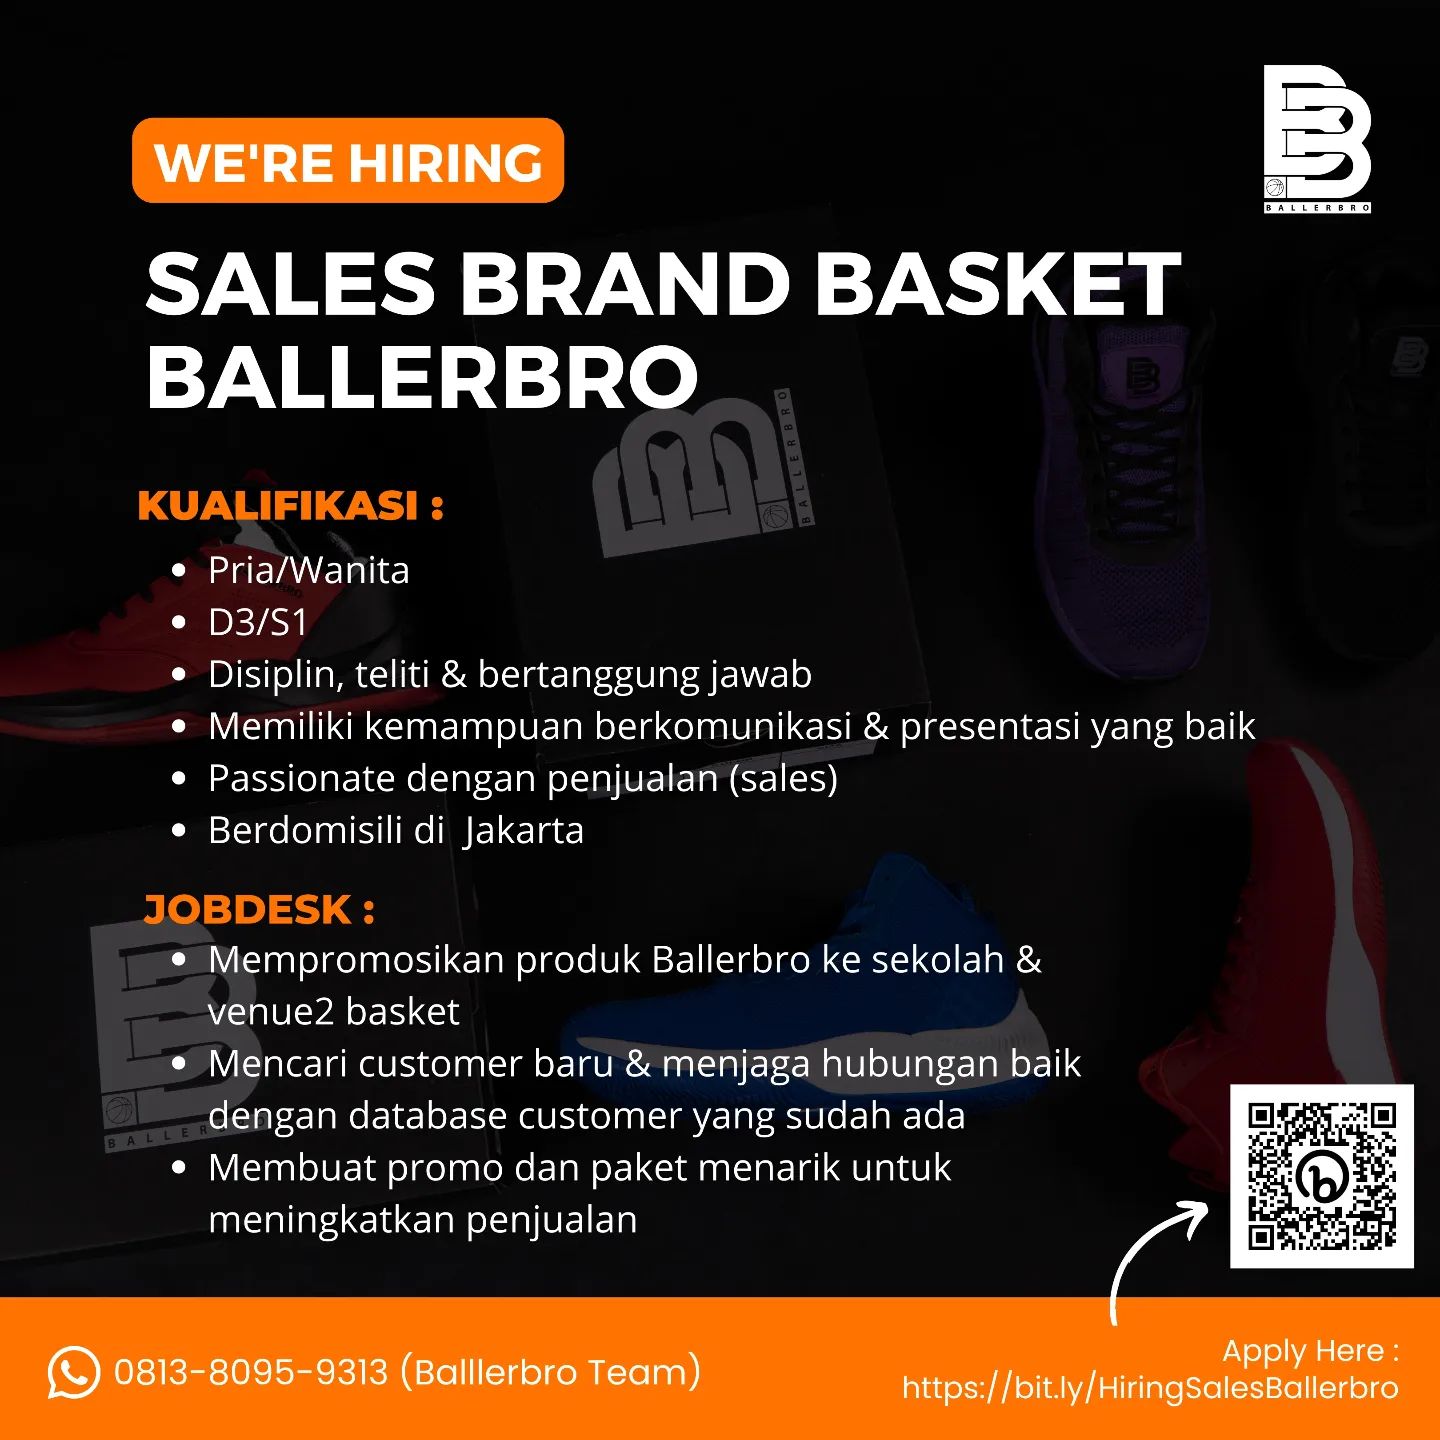 BALLERBRO
WE'RE HIRING
SALES BRAND BASKET
BALLERBRO
BALLERBRO
KUALIFIKASI :
• Pria/Wanita
• D3/S1
• Disiplin, teliti & bertanggung jawab
• Memiliki kemampuan berkomunikasi & presentasi yang baik
• Passionate dengan penjualan (sales)
• Berdomisili di  Jakarta
JOBDESK :
• Mempromosikan produk Ballerbro ke sekolah &
venue2 basket
• Mencari customer baru & menjaga hubungan baik
dengan database customer yang sudah ada
• Membuat promo dan paket menarik untuk
meningkatkan penjualan
BALLERBRO
0813-8095-9313 (Balllerbro Team)
Apply Here :
https://bit.ly/HiringSalesBallerbro